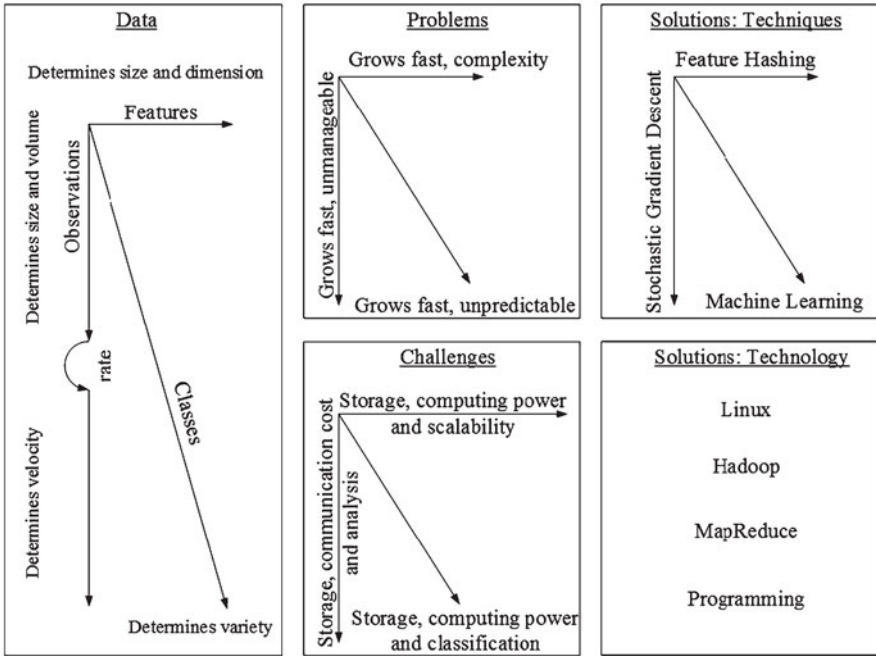 Data
Determines size and dimension
Features
Determines size and volume
Observations
rate
Classes
Determines velocity
Determines variety
Problems
Grows fast, complexity
Grows fast, unmanageable
Grows fast, unpredictable
Solutions: Techniques
Feature Hashing
Stochastic Gradient Descent
Machine Learning
Challenges
Storage, computing power
and scalability
Storage, communication cost
and analysis
Storage, computing power
and classification
Solutions: Technology
Linux
Hadoop
MapReduce
Programming